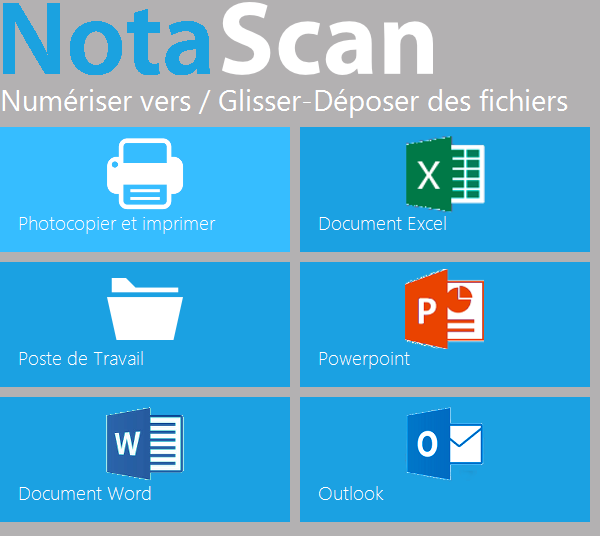 NotaScan
Numériser vers / Glisser-Déposer des fichiers
Photocopier et imprimer
X
Document Excel
Poste de Travail
P
Powerpoint
W
Document Word
O
Outlook